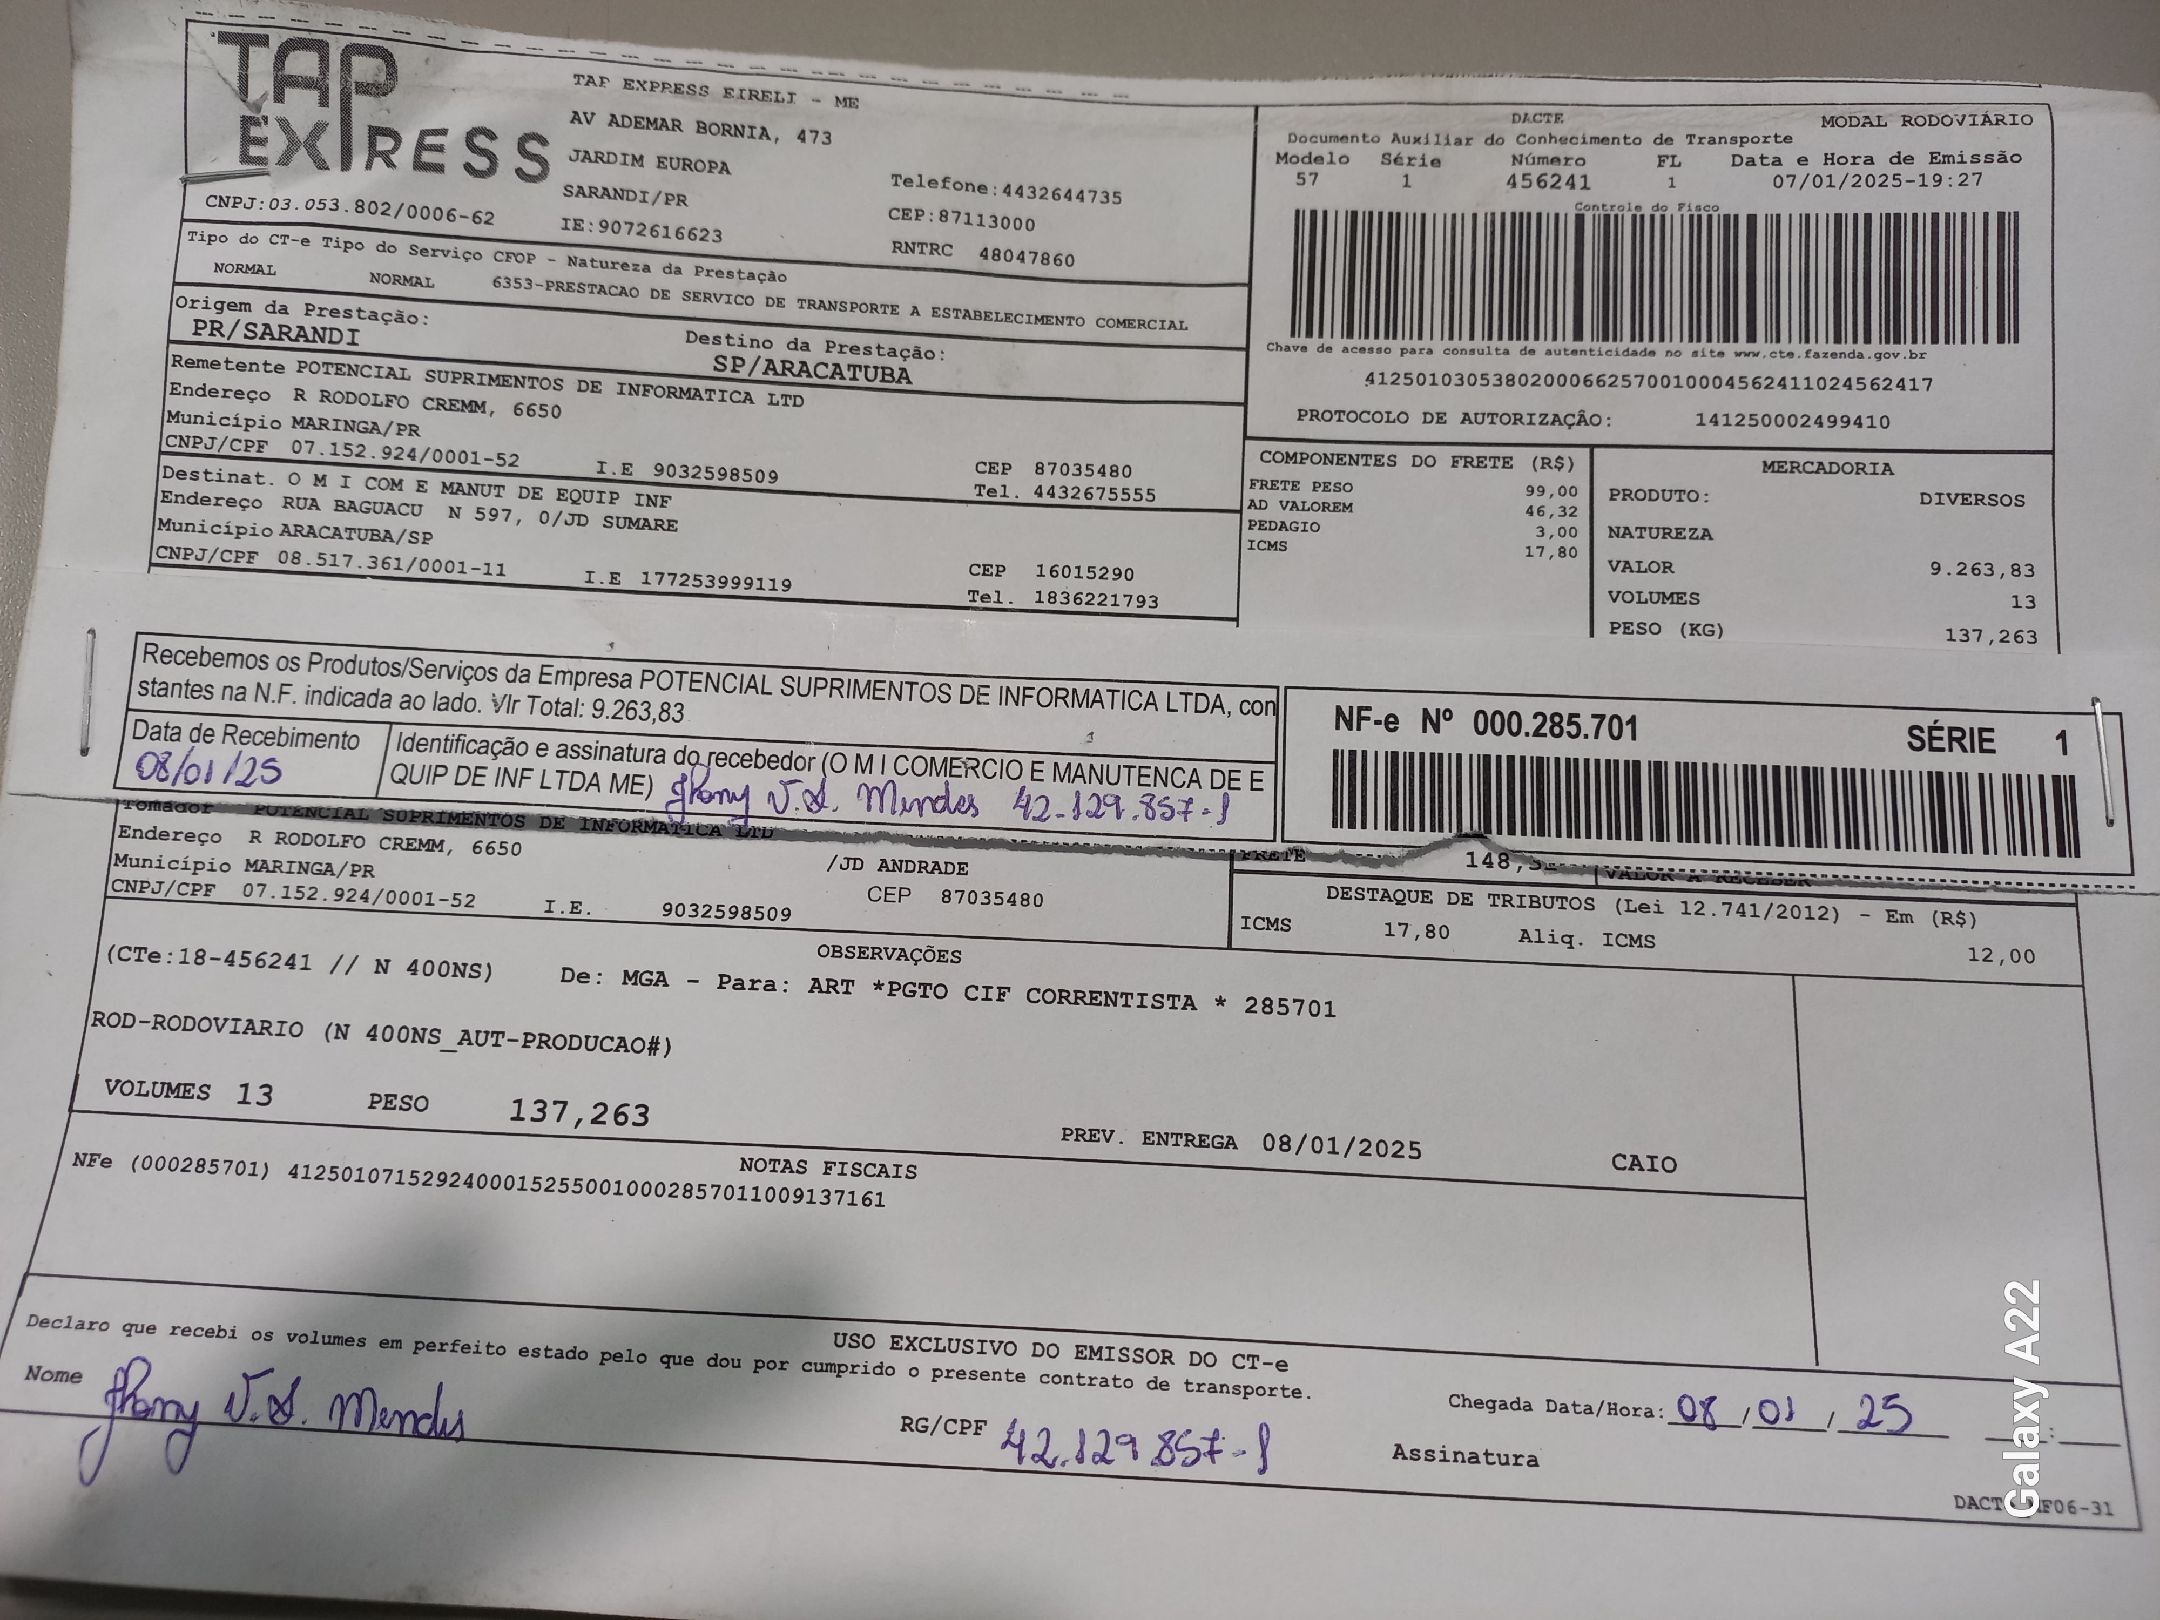 TAP
EXPRESS
TAP EXPRESS EIRELI - ME
AV ADEMAR BORNIA, 473
JARDIM EUROPA
SARANDI/PR
Telefone:4432644735
CNPJ:03.053.802/0006-62
IE:9072616623
CEP:87113000
RNTRC 48047860
DACTE
MODAL RODOVIÁRIO
Documento Auxiliar do Conhecimento de Transporte
Modelo Série Número FL Data e Hora de Emissão
57 1 456241 1 07/01/2025-19:27
Controle do Fisco
Chave de acesso para consulta de autenticidade no site www.cte.fazenda.gov.br
41250103053802000662570010004562411024562417
PROTOCOLO DE AUTORIZAÇÂO: 141250002499410
Tipo do CT-e Tipo do Serviço CFOP - Natureza da Prestação
NORMAL NORMAL 6353-PRESTACAO DE SERVICO DE TRANSPORTE A ESTABELECIMENTO COMERCIAL
Origem da Prestação:
PR/SARANDI
Destino da Prestação:
SP/ARACATUBA
Remetente POTENCIAL SUPRIMENTOS DE INFORMATICA LTD
Endereço R RODOLFO CREMM, 6650
Município MARINGA/PR
CNPJ/CPF 07.152.924/0001-52 I.E 9032598509
CEP 87035480
Tel. 4432675555
Destinat. O M I COM E MANUT DE EQUIP INF
Endereço RUA BAGUACU N 597, 0/JD SUMARE
Município ARACATUBA/SP
CNPJ/CPF 08.517.361/0001-11 I.E 177253999119
CEP 16015290
Tel. 1836221793
COMPONENTES DO FRETE (R$)
FRETE PESO 99,00
AD VALOREM 46,32
PEDAGIO 3,00
ICMS 17,80
MERCADORIA
PRODUTO: DIVERSOS
NATUREZA
VALOR 9.263,83
VOLUMES 13
PESO (KG) 137,263
Recebemos os Produtos/Serviços da Empresa POTENCIAL SUPRIMENTOS DE INFORMATICA LTDA, con
stantes na N.F. indicada ao lado. Vlr Total: 9.263,83
Data de Recebimento
08/01/25
Identificação e assinatura do recebedor (O M I COMERCIO E MANUTENCA DE E
QUIP DE INF LTDA ME) Jhony V.S. Mendes 42.129.857-1
NF-e Nº 000.285.701 SÉRIE 1
Tomador POTENCIAL SUPRIMENTOS DE INFORMATICA LTD
Endereço R RODOLFO CREMM, 6650
/JD ANDRADE
Município MARINGA/PR
CEP 87035480
CNPJ/CPF 07.152.924/0001-52 I.E. 9032598509
FRETE 148, VALOR A RECEBER
DESTAQUE DE TRIBUTOS (Lei 12.741/2012) - Em (R$)
ICMS 17,80 Aliq. ICMS 12,00
OBSERVAÇÕES
(CTe:18-456241 // N 400NS) De: MGA - Para: ART *PGTO CIF CORRENTISTA * 285701
ROD-RODOVIARIO (N 400NS_AUT-PRODUCAO#)
VOLUMES 13 PESO 137,263
PREV. ENTREGA 08/01/2025 CAIO
NOTAS FISCAIS
NFe (000285701) 41250107152924000152550010002857011009137161
USO EXCLUSIVO DO EMISSOR DO CT-e
Declaro que recebi os volumes em perfeito estado pelo que dou por cumprido o presente contrato de transporte.
Nome Jhony V.S. Mendes
RG/CPF 42.129.857-1
Chegada Data/Hora: 08/01/25 __:__
Assinatura
Galaxy A22